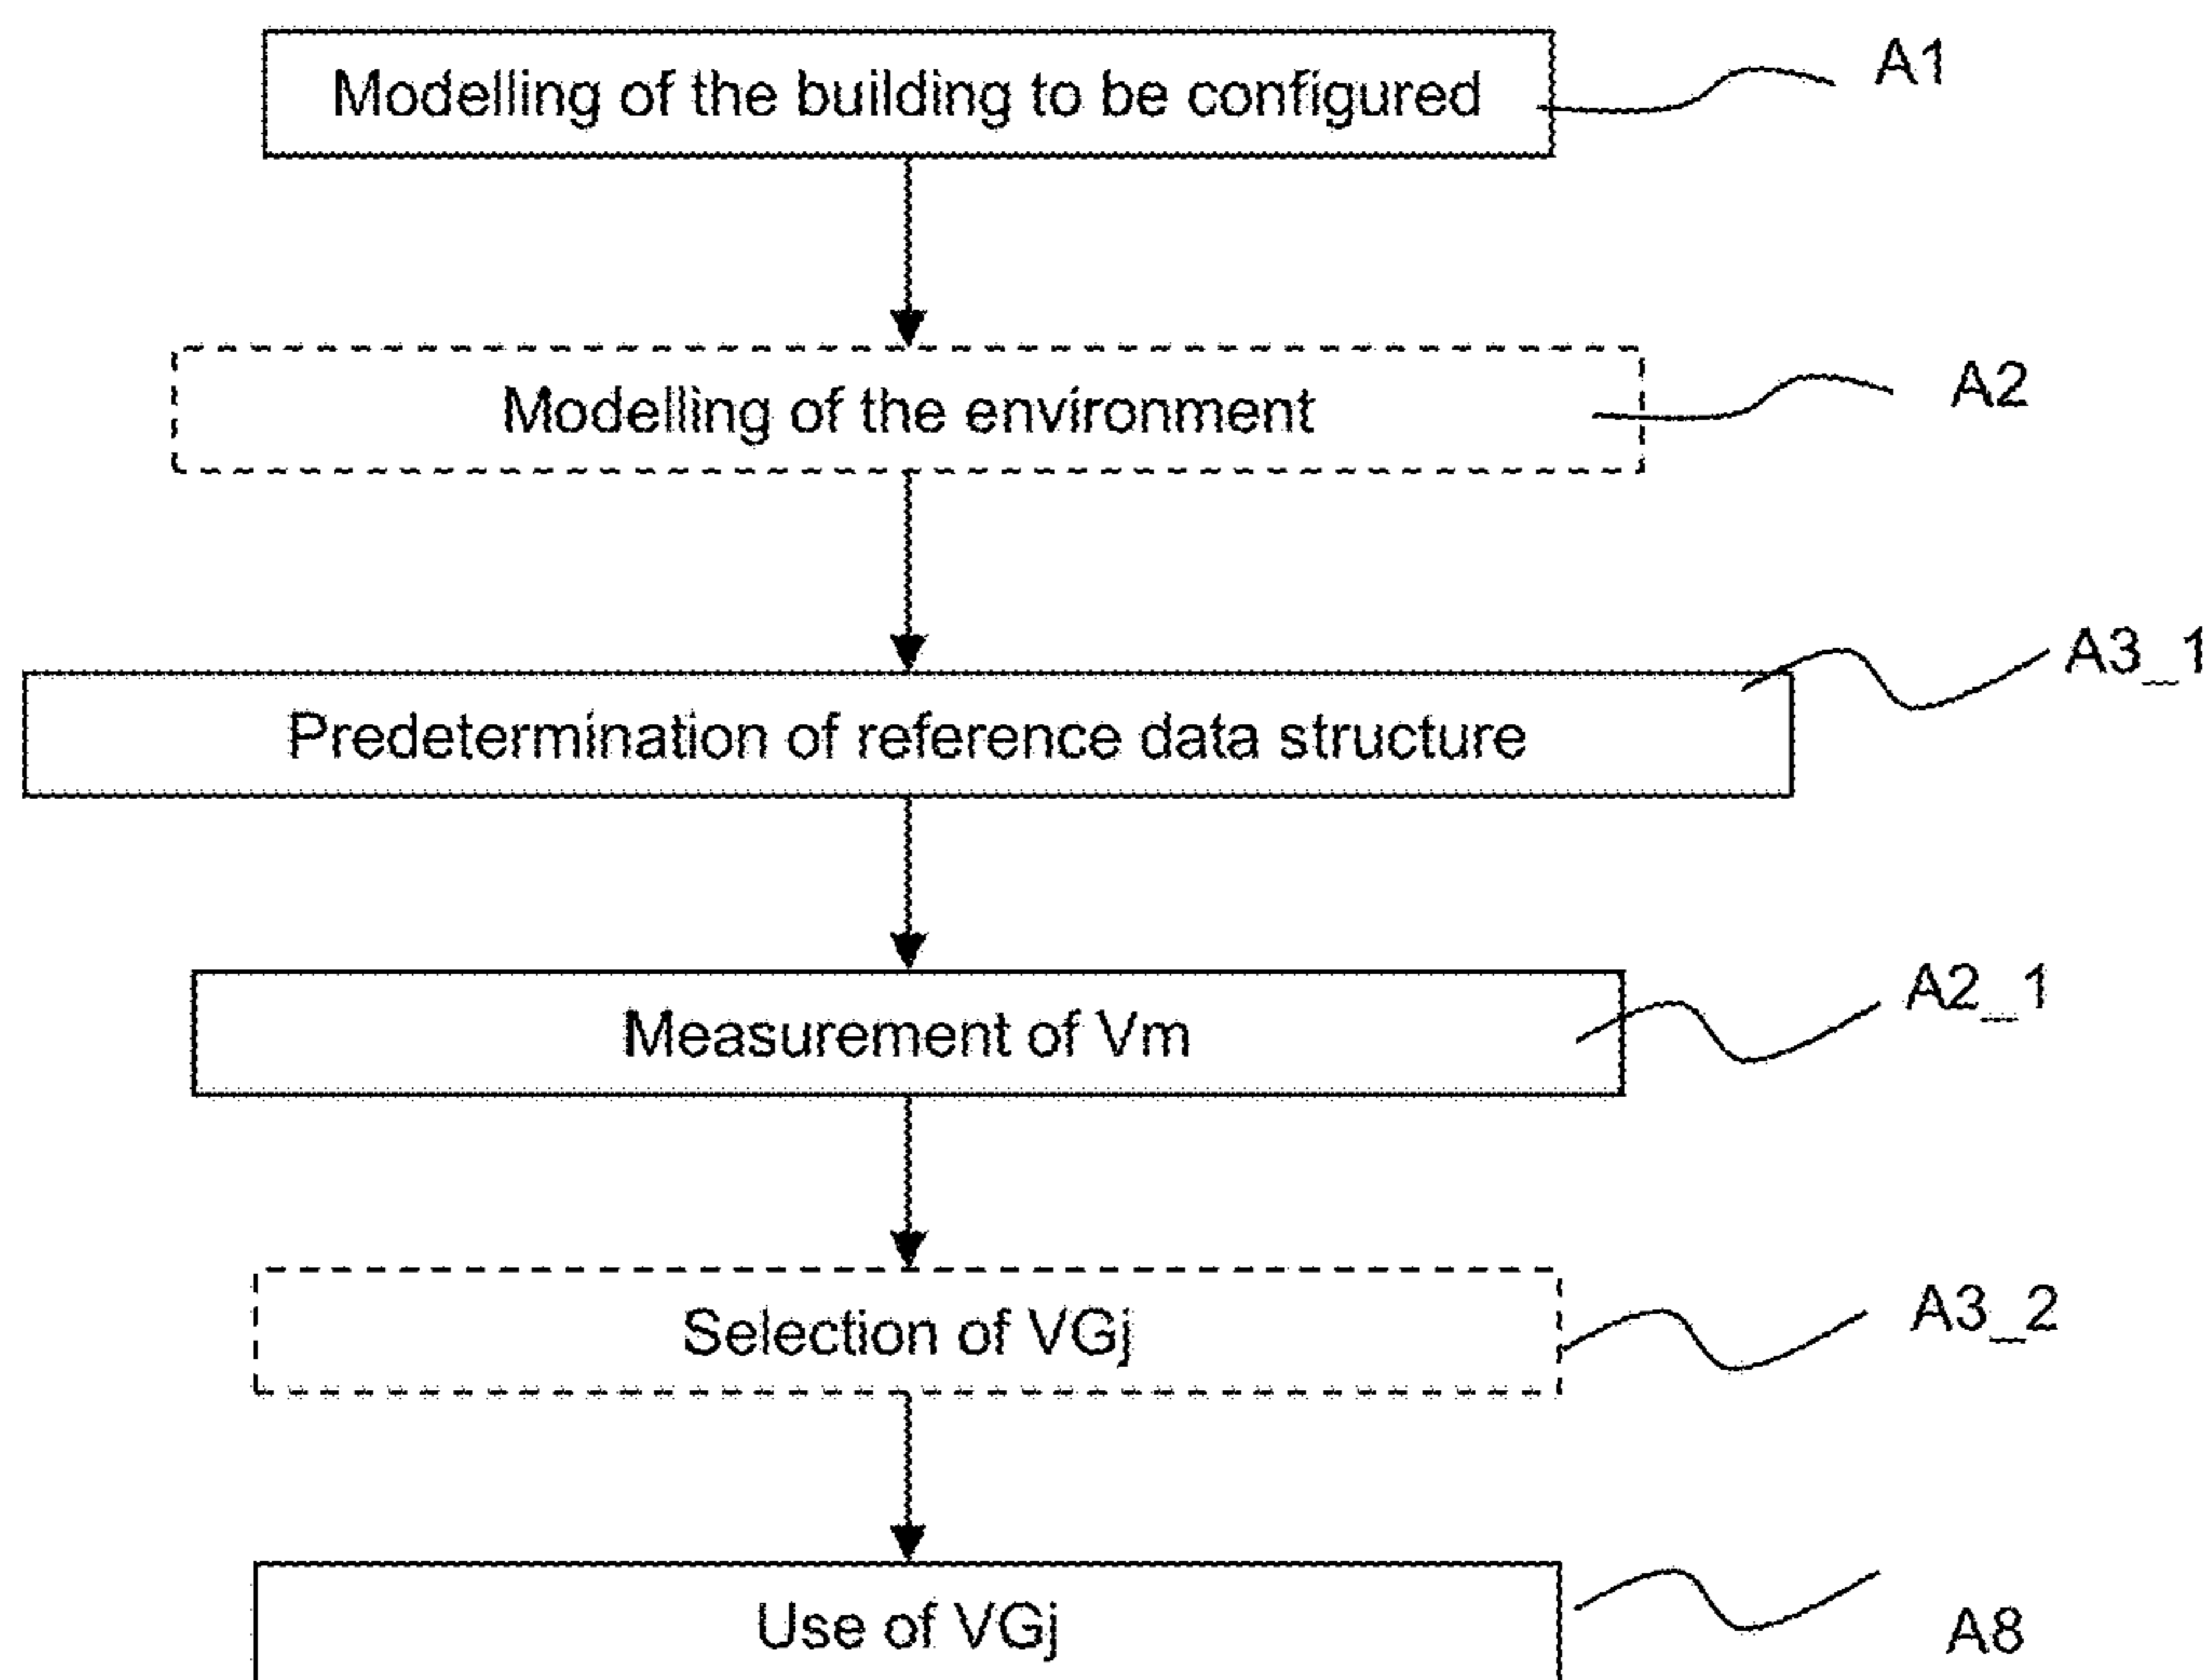 Modelling of the building to be configured
A1
Modelling of the environment
A2
Predetermination of reference data structure
A3_1
Measurement of Vm
A2_1
Selection of VGj
A3_2
Use of VGj
A8